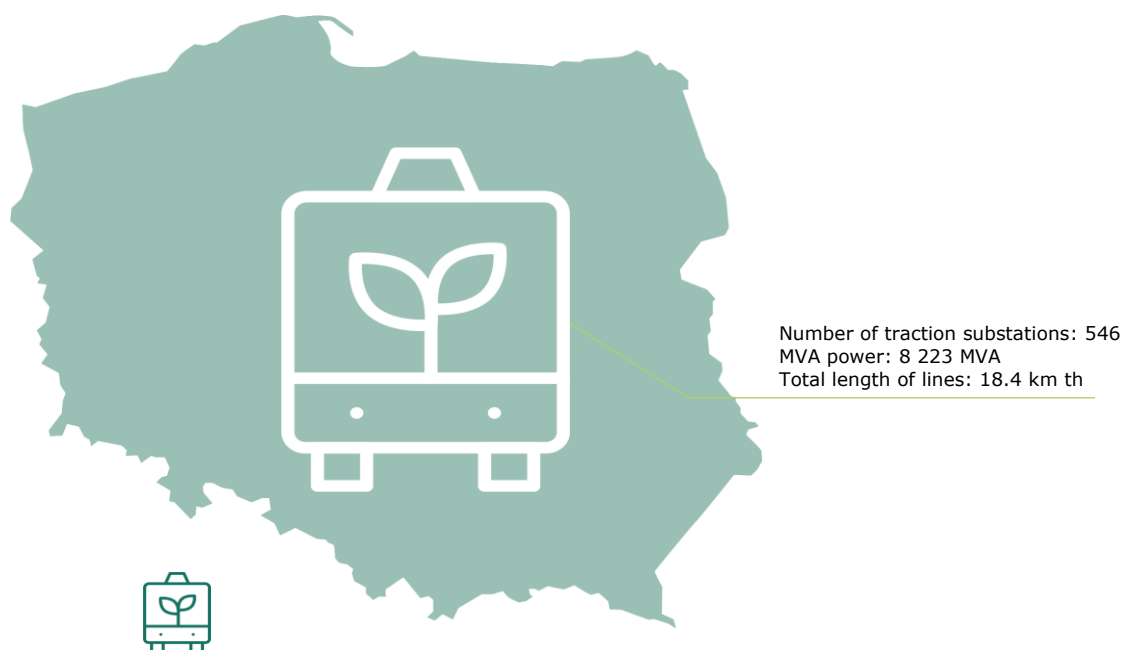 Number of traction substations: 546
MVA power: 8 223 MVA
Total length of lines: 18.4 km th